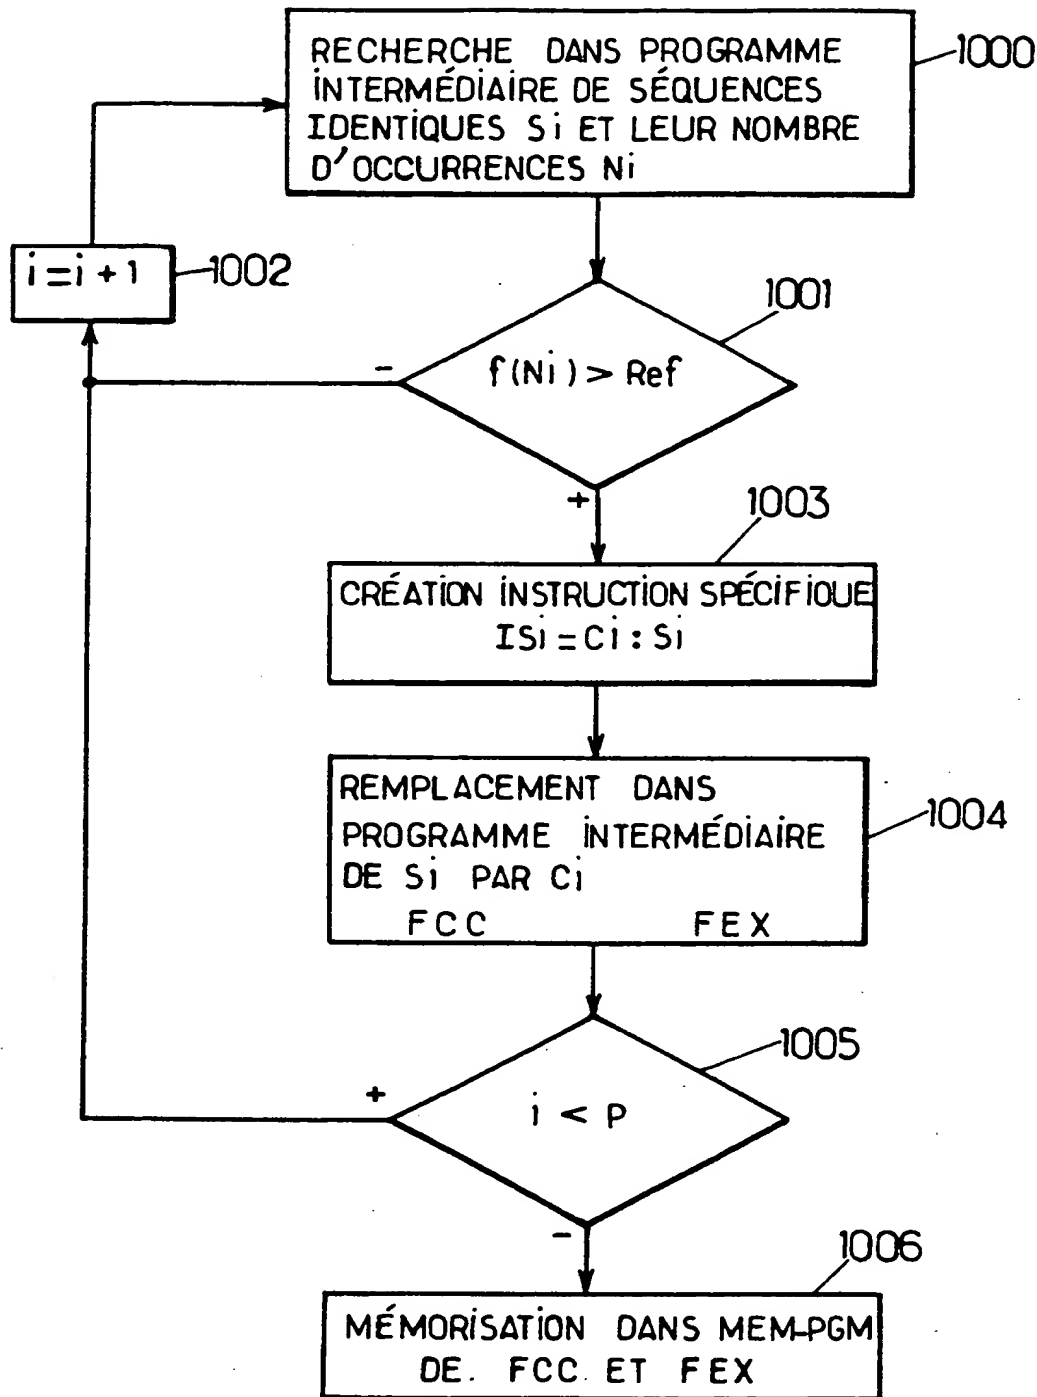 RECHERCHE DANS PROGRAMME
INTERMÉDIAIRE DE SÉQUENCES
IDENTIQUES Si ET LEUR NOMBRE
D'OCCURRENCES Ni
1000
i=i+1
1002
1001
f(Ni) > Ref
-
+
1003
CRÉATION INSTRUCTION SPÉCIFIQUE
ISi = Ci : Si
REMPLACEMENT DANS
PROGRAMME INTERMÉDIAIRE
DE Si PAR Ci
FCC FEX
1004
1005
+
i < P
-
1006
MÉMORISATION DANS MEM-PGM
DE. FCC. ET FEX